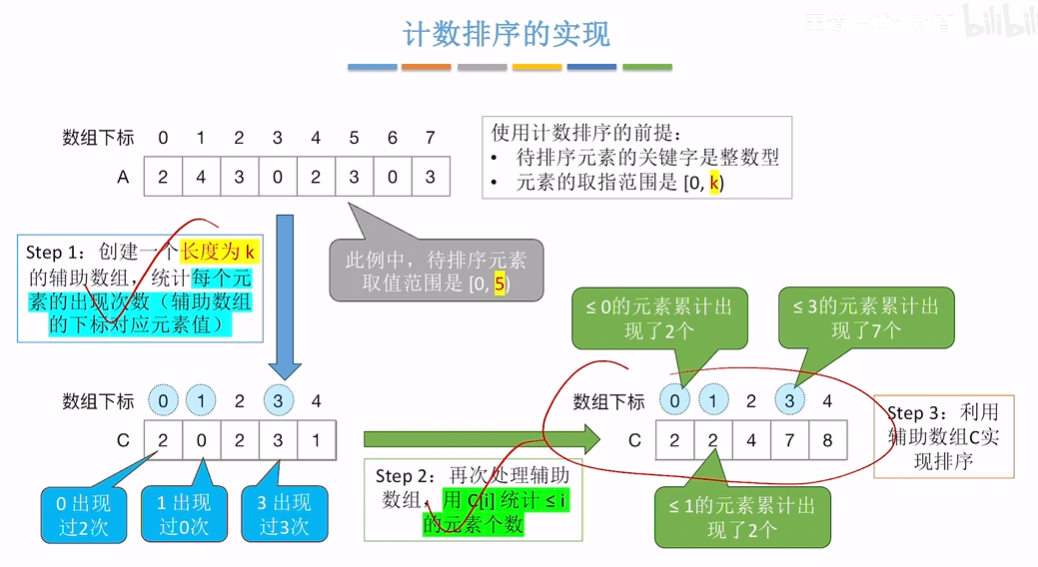 计数排序的实现
bilibili
数组下标 0 1 2 3 4 5 6 7
A 2 4 3 0 2 3 0 3
使用计数排序的前提：
• 待排序元素的关键字是整数型
• 元素的取指范围是 [0, k)
Step 1：创建一个长度为 k
的辅助数组，统计每个元
素的出现次数（辅助数组
的下标对应元素值）
此例中，待排序元素
取值范围是 [0, 5)
≤ 0的元素累计出
现了2个
≤ 3的元素累计出
现了7个
数组下标 0 1 2 3 4
C 2 0 2 3 1
0 出现
过2次
1 出现
过0次
3 出现
过3次
Step 2：再次处理辅助
数组，用 C[i] 统计 ≤ i
的元素个数
数组下标 0 1 2 3 4
C 2 2 4 7 8
≤ 1的元素累计出
现了2个
Step 3：利用
辅助数组C实
现排序